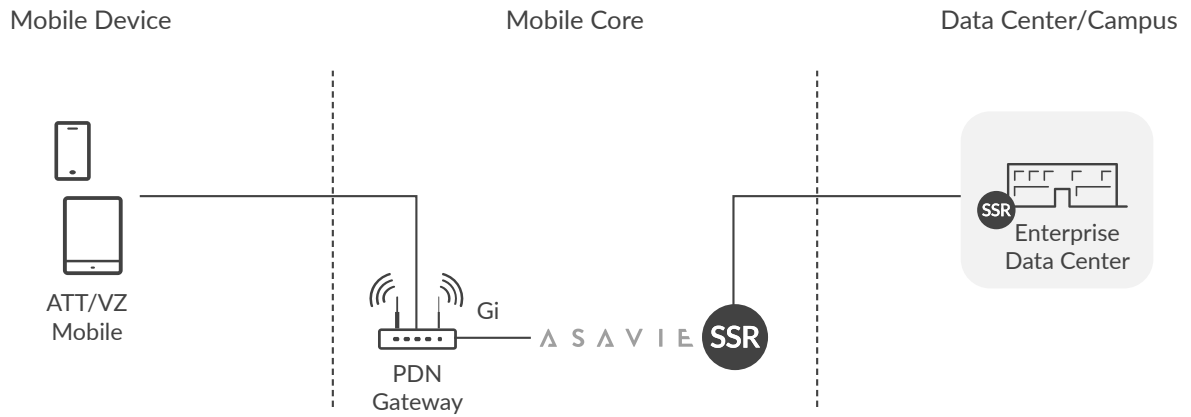 Mobile Device
Mobile Core
Data Center/Campus
ATT/VZ
Mobile
Gi
ASAVIE
SSR
PDN
Gateway
SSR
Enterprise
Data Center